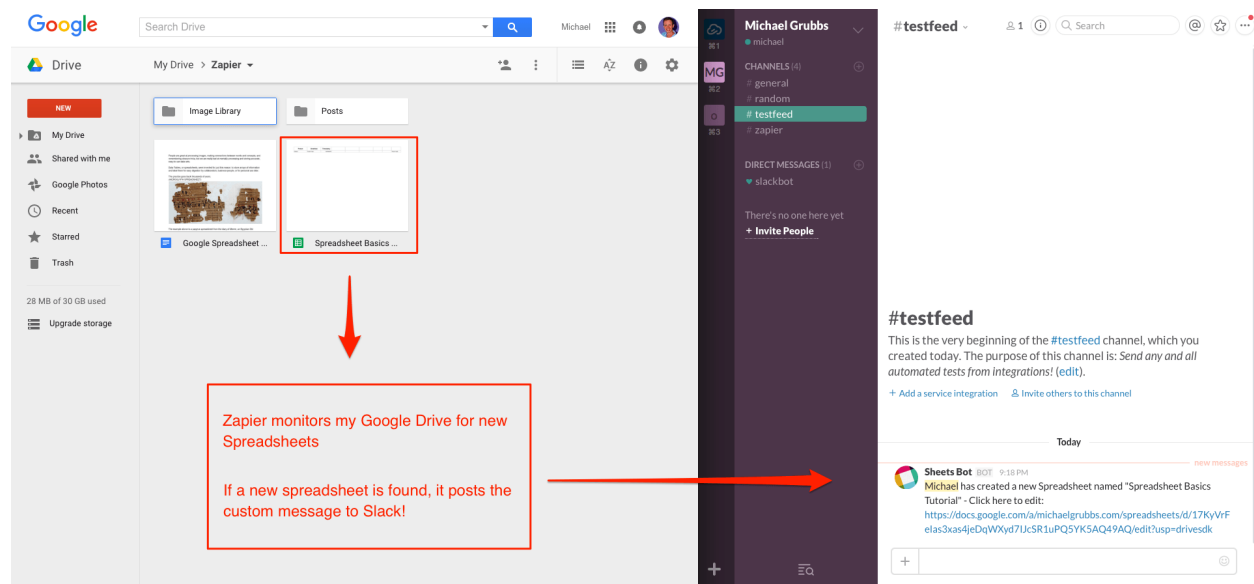 Google
Search Drive
Michael
Drive
My Drive > Zapier
NEW
My Drive
Shared with me
Google Photos
Recent
Starred
Trash
28 MB of 30 GB used
Upgrade storage
Image Library
Posts
Google Spreadsheet ...
Spreadsheet Basics ...
Zapier monitors my Google Drive for new
Spreadsheets
If a new spreadsheet is found, it posts the
custom message to Slack!
⌘1
MG
⌘2
⌘3
Michael Grubbs
michael
CHANNELS (4)
# general
# random
# testfeed
# zapier
DIRECT MESSAGES (1)
slackbot
There's no one here yet
+ Invite People
#testfeed
1
Search
#testfeed
This is the very beginning of the #testfeed channel, which you
created today. The purpose of this channel is: Send any and all
automated tests from integrations! (edit).
+ Add a service integration Invite others to this channel
Today
new messages
Sheets Bot BOT 9:18 PM
Michael has created a new Spreadsheet named "Spreadsheet Basics
Tutorial" - Click here to edit:
https://docs.google.com/a/michaelgrubbs.com/spreadsheets/d/17KyVrF
eIas3xas4jeDqWXyd7IJcSR1uPQ5YK5AQ49AQ/edit?usp=drivesdk